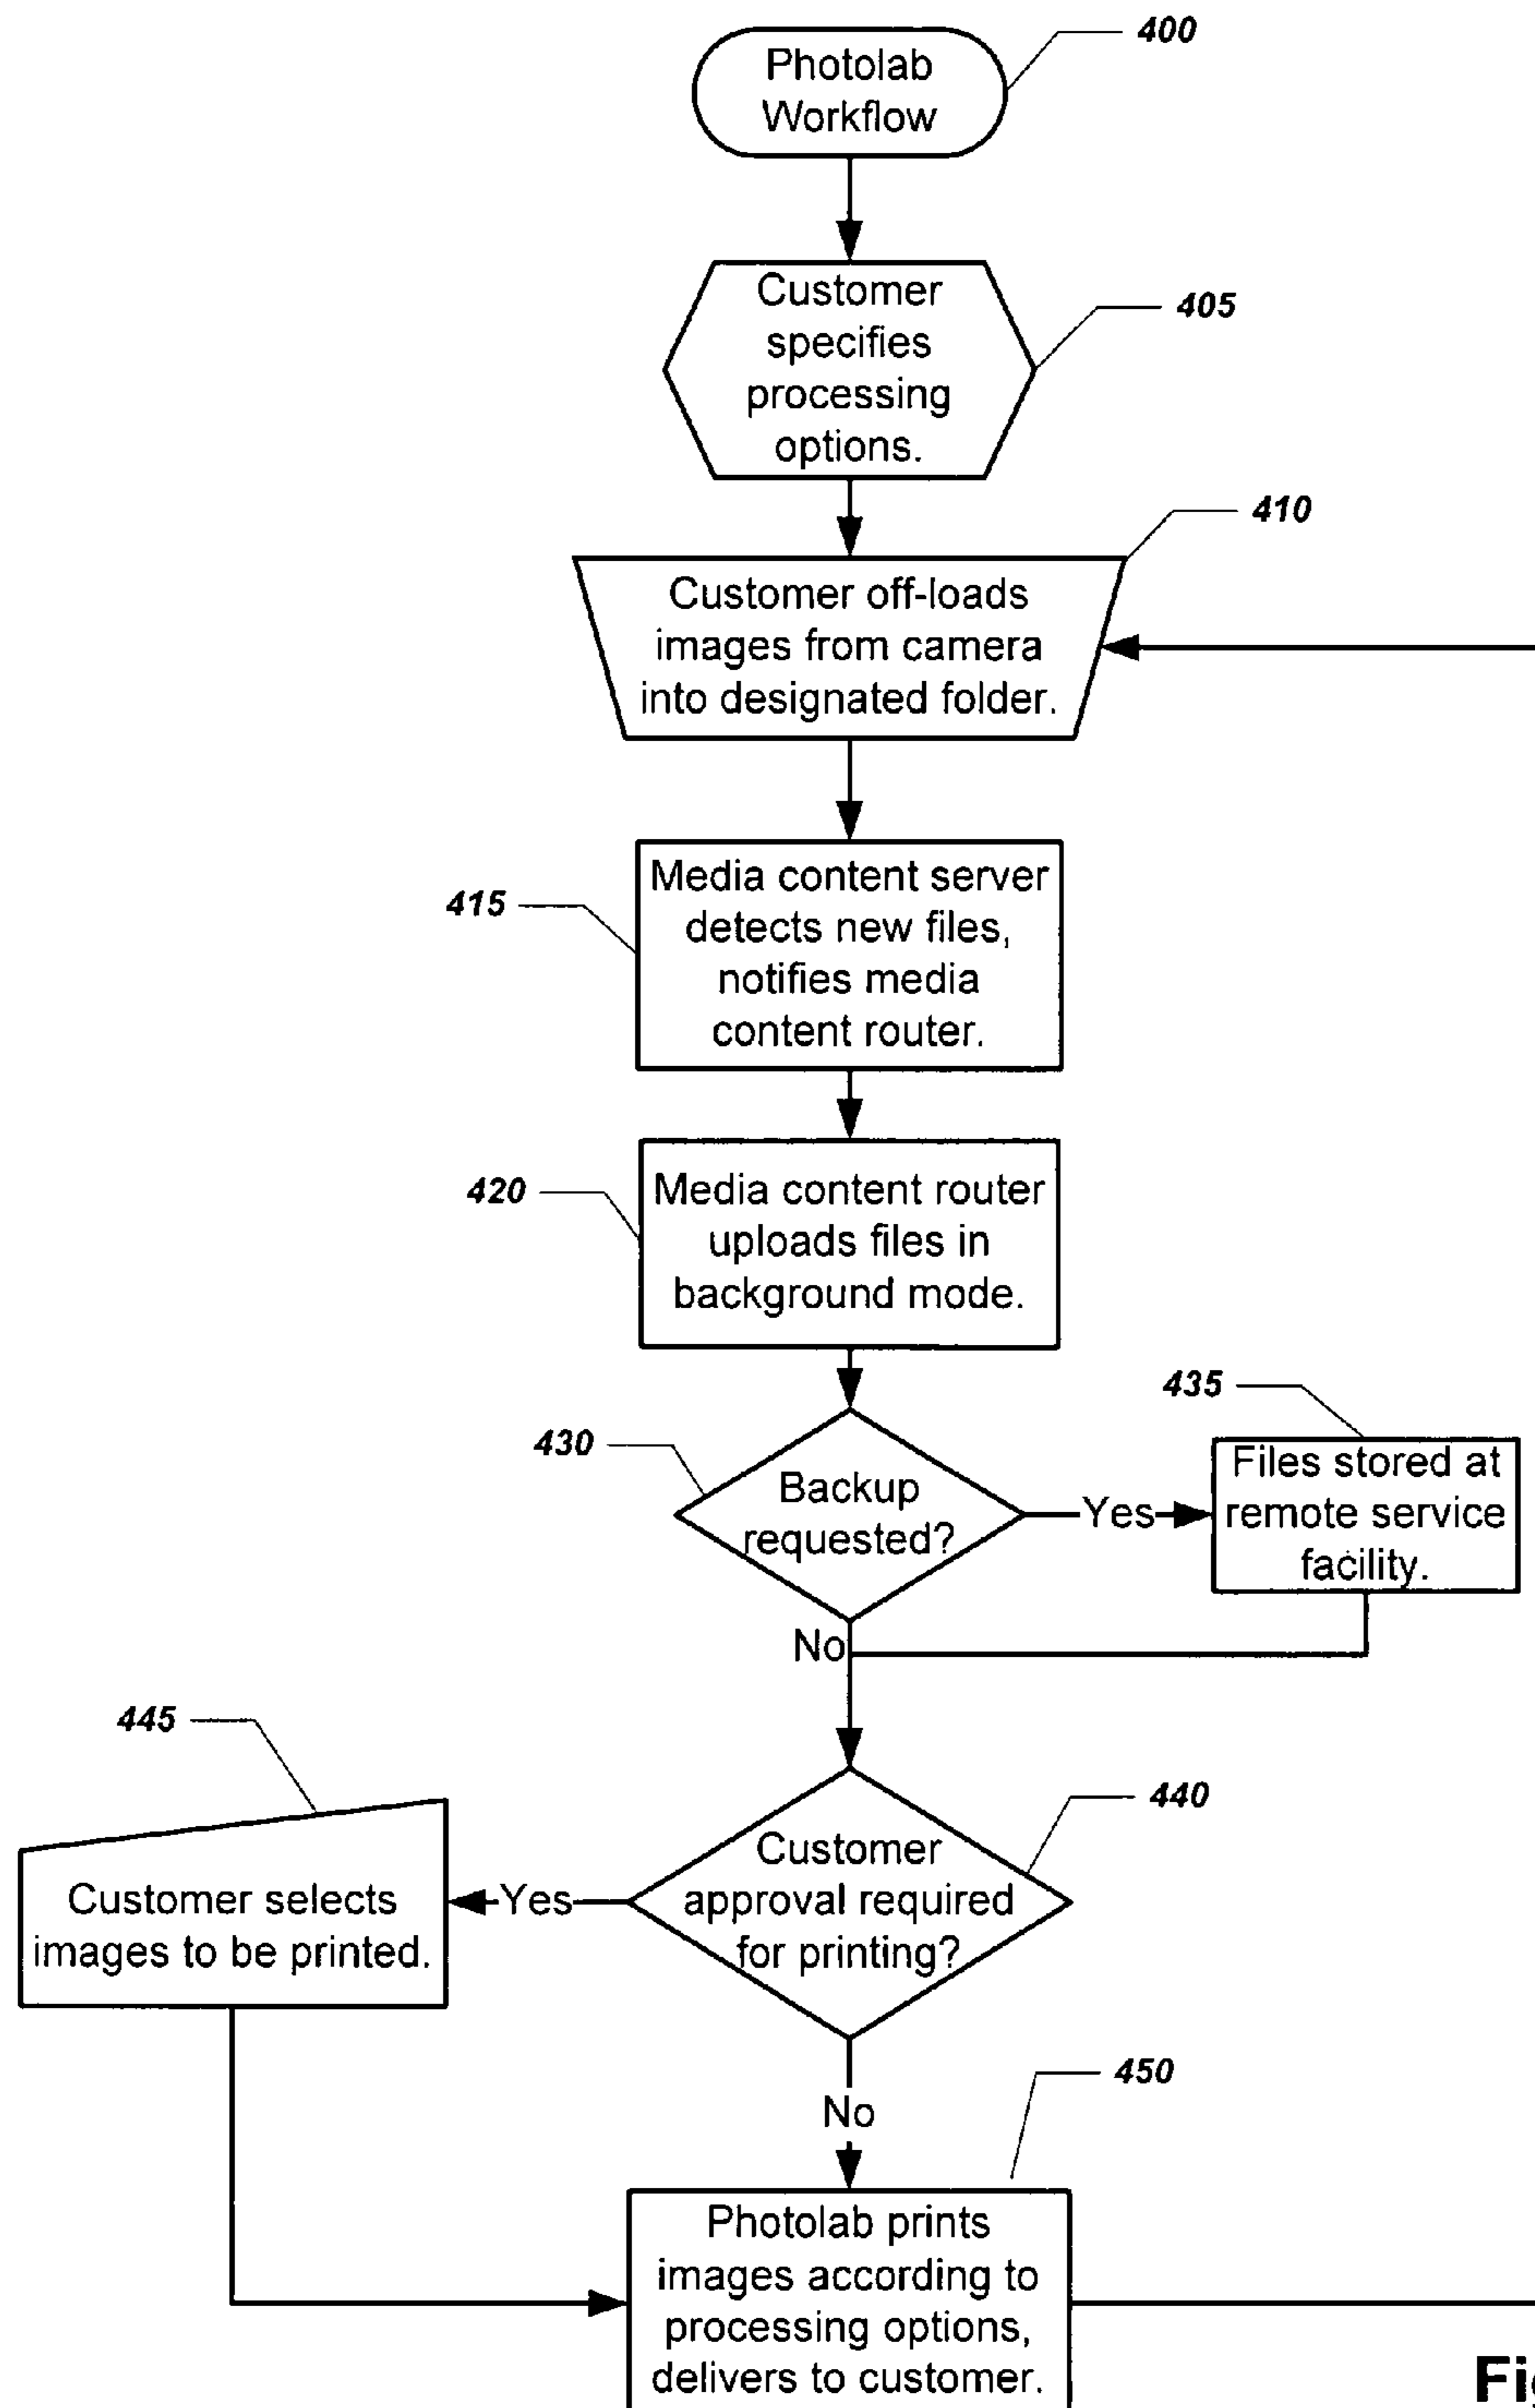 400
Photolab
Workflow
405
Customer
specifies
processing
options.
410
Customer off-loads
images from camera
into designated folder.
415
Media content server
detects new files,
notifies media
content router.
420
Media content router
uploads files in
background mode.
430
Backup
requested?
Yes
435
Files stored at
remote service
facility.
No
440
Customer
approval required
for printing?
Yes
445
Customer selects
images to be printed.
No
450
Photolab prints
images according to
processing options,
delivers to customer.